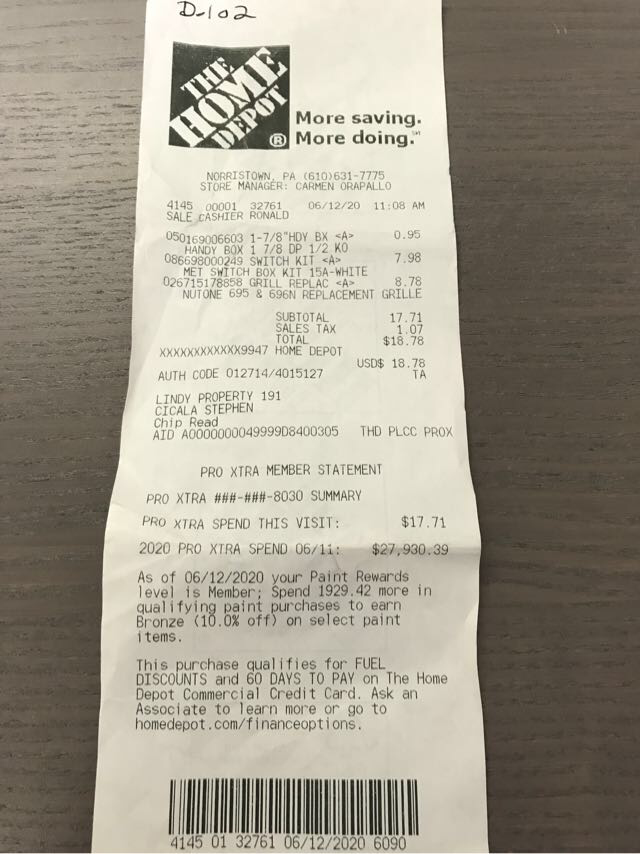 D-102
THE
HOME
DEPOT
®
More saving.
More doing.℠
NORRISTOWN, PA (610)631-7775
STORE MANAGER: CARMEN ORAPALLO
4145 00001 32761 06/12/20 11:08 AM
SALE CASHIER RONALD
050169006603 1-7/8"HDY BX <A> 0.95
HANDY BOX 1 7/8 DP 1/2 KO
086698000249 SWITCH KIT <A> 7.98
MET SWITCH BOX KIT 15A-WHITE
026715178858 GRILL REPLAC <A> 8.78
NUTONE 695 & 696N REPLACEMENT GRILLE
SUBTOTAL 17.71
SALES TAX 1.07
TOTAL $18.78
XXXXXXXXXXXX9947 HOME DEPOT
USD$ 18.78
AUTH CODE 012714/4015127 TA
LINDY PROPERTY 191
CICALA STEPHEN
Chip Read
AID A0000000049999D8400305 THD PLCC PROX
PRO XTRA MEMBER STATEMENT
PRO XTRA ###-###-8030 SUMMARY
PRO XTRA SPEND THIS VISIT: $17.71
2020 PRO XTRA SPEND 06/11: $27,930.39
As of 06/12/2020 your Paint Rewards
level is Member; Spend 1929.42 more in
qualifying paint purchases to earn
Bronze (10.0% off) on select paint
items.
This purchase qualifies for FUEL
DISCOUNTS and 60 DAYS TO PAY on The Home
Depot Commercial Credit Card. Ask an
Associate to learn more or go to
homedepot.com/financeoptions.
4145 01 32761 06/12/2020 6090